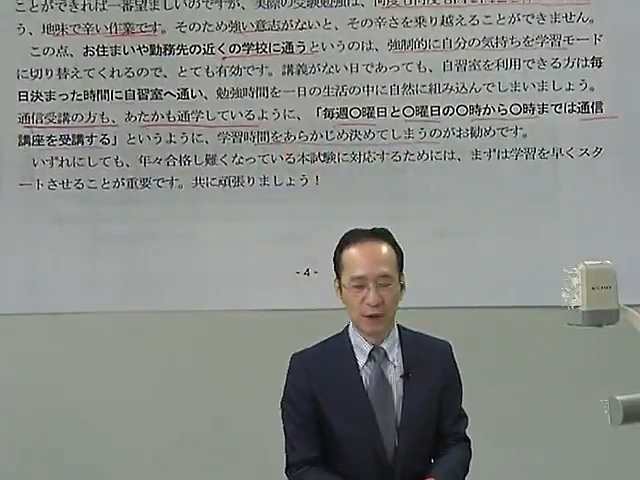 ことができれば一番望ましいのですが、実際の受験勉強は、何度も何度も
う、地味で辛い作業です。そのため強い意志がないと、その辛さを乗り越えることができません。
この点、お住まいや勤務先の近くの学校に通うというのは、強制的に自分の気持ちを学習モード
に切り替えてくれるので、とても有効です。講義がない日であっても、自習室を利用できる方は毎
日決まった時間に自習室へ通い、勉強時間を一日の生活の中に自然に組み込んでしまいましょう。
通信受講の方も、あたかも通学しているように、「毎週〇曜日と〇曜日の〇時から〇時までは通信
講座を受講する」というように、学習時間をあらかじめ決めてしまうのがお勧めです。
いずれにしても、年々合格し難くなっている本試験に対応するためには、まずは学習を早くスタ
ートさせることが重要です。共に頑張りましょう！
- 4 -